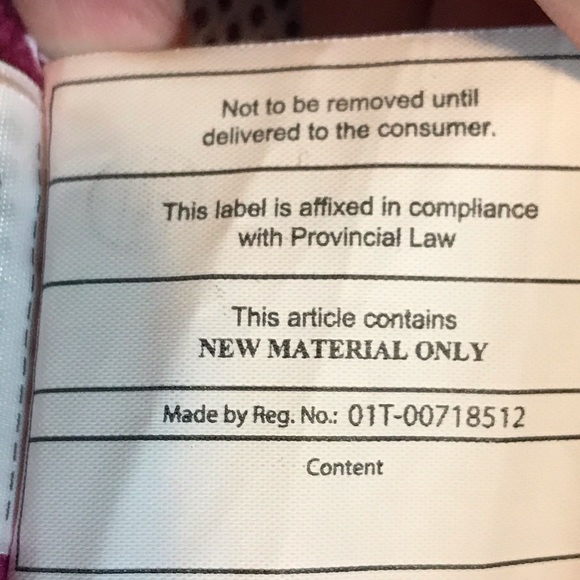 Not to be removed until
delivered to the consumer.
This label is affixed in compliance
with Provincial Law
This article contains
NEW MATERIAL ONLY
Made by Reg. No.: 01T-00718512
Content